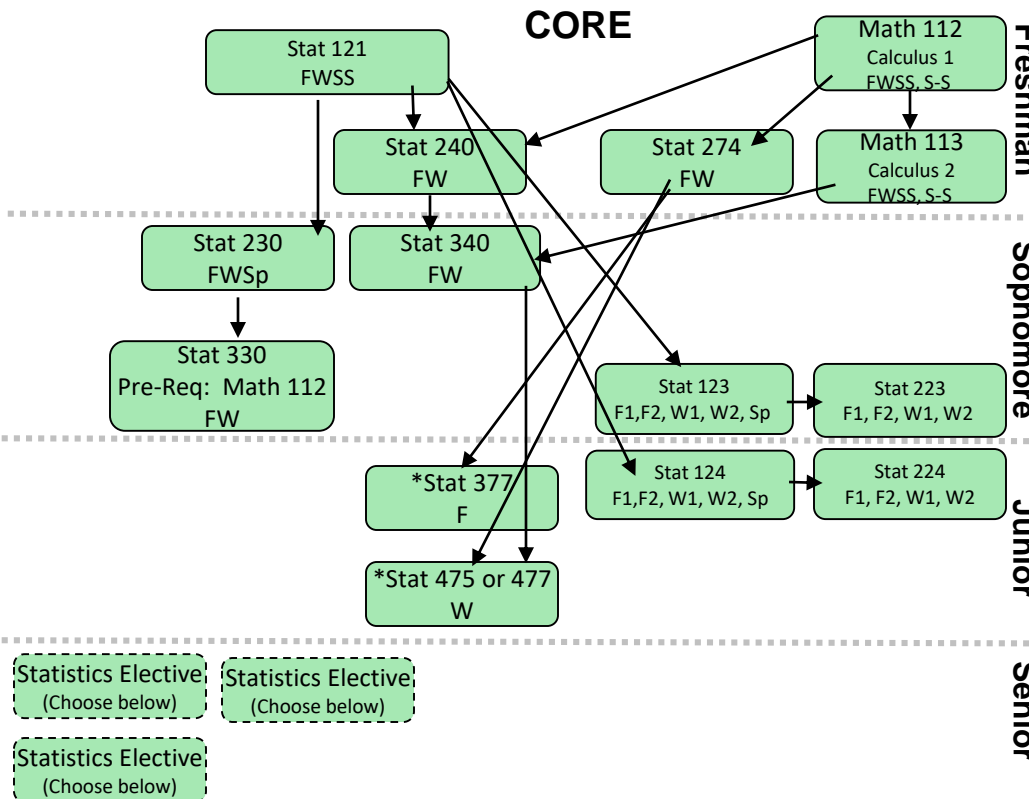 CORE
Freshman
Stat 121
FWSS
Math 112
Calculus 1
FWSS, S-S
Stat 240
FW
Stat 274
FW
Math 113
Calculus 2
FWSS, S-S
Sophomore
Stat 230
FWSp
Stat 340
FW
Stat 330
Pre-Req: Math 112
FW
Stat 123
F1,F2, W1, W2, Sp
Stat 223
F1, F2, W1, W2
Junior
*Stat 377
F
Stat 124
F1,F2, W1, W2, Sp
Stat 224
F1, F2, W1, W2
*Stat 475 or 477
W
Senior
Statistics Elective
(Choose below)
Statistics Elective
(Choose below)
Statistics Elective
(Choose below)